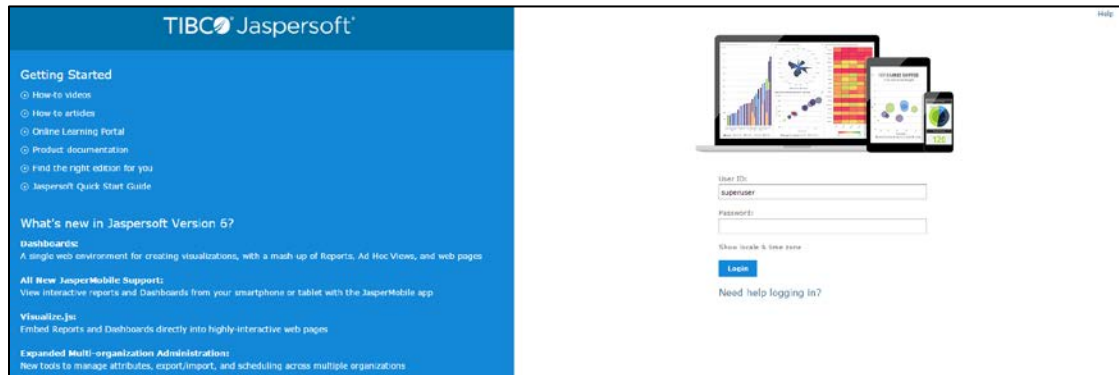 TIBCO Jaspersoft
Getting Started
How-to videos
How-to articles
Online Learning Portal
Product documentation
Find the right edition for you
Jaspersoft Quick Start Guide
What's new in Jaspersoft Version 6?
Dashboards:
A single web environment for creating visualizations, with a mash-up of Reports, Ad Hoc Views, and web pages
All New JasperMobile Support:
View interactive reports and Dashboards from your smartphone or tablet with the JasperMobile app
Visualize.js:
Embed Reports and Dashboards directly into highly-interactive web pages
Expanded Multi-organization Administration:
New tools to manage attributes, export/import, and scheduling across multiple organizations
Help
126
User ID:
superuser
Password:
Show locale & time zone
Login
Need help logging in?